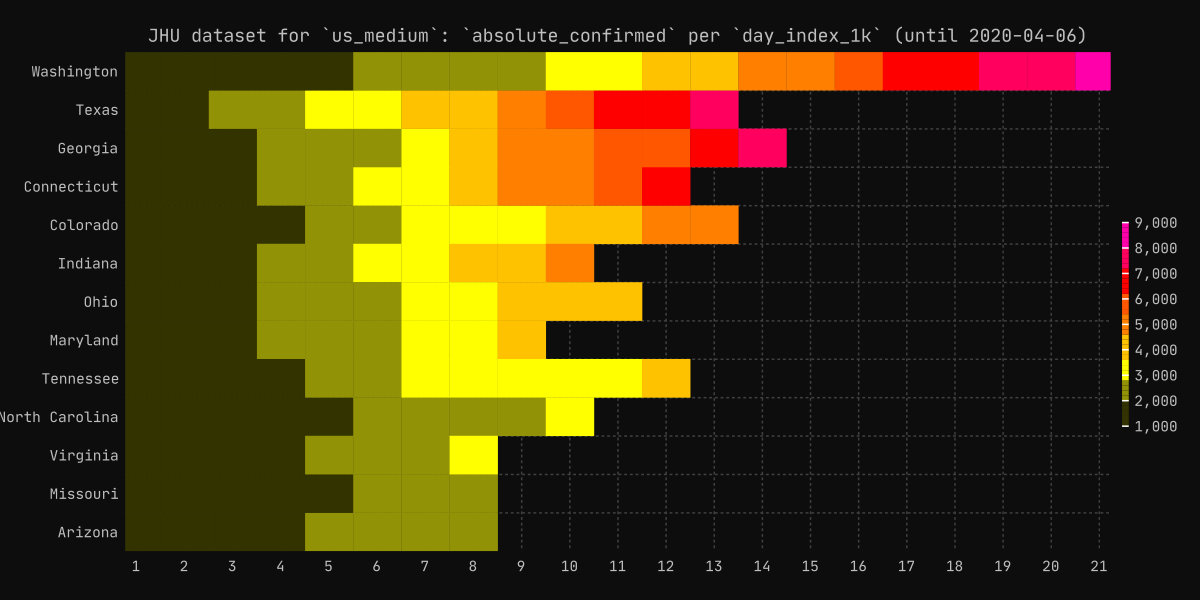 JHU dataset for `us_medium`: `absolute_confirmed` per `day_index_1k` (until 2020-04-06)
Washington
Texas
Georgia
Connecticut
Colorado
Indiana
Ohio
Maryland
Tennessee
North Carolina
Virginia
Missouri
Arizona
1 2 3 4 5 6 7 8 9 10 11 12 13 14 15 16 17 18 19 20 21
9,000
8,000
7,000
6,000
5,000
4,000
3,000
2,000
1,000